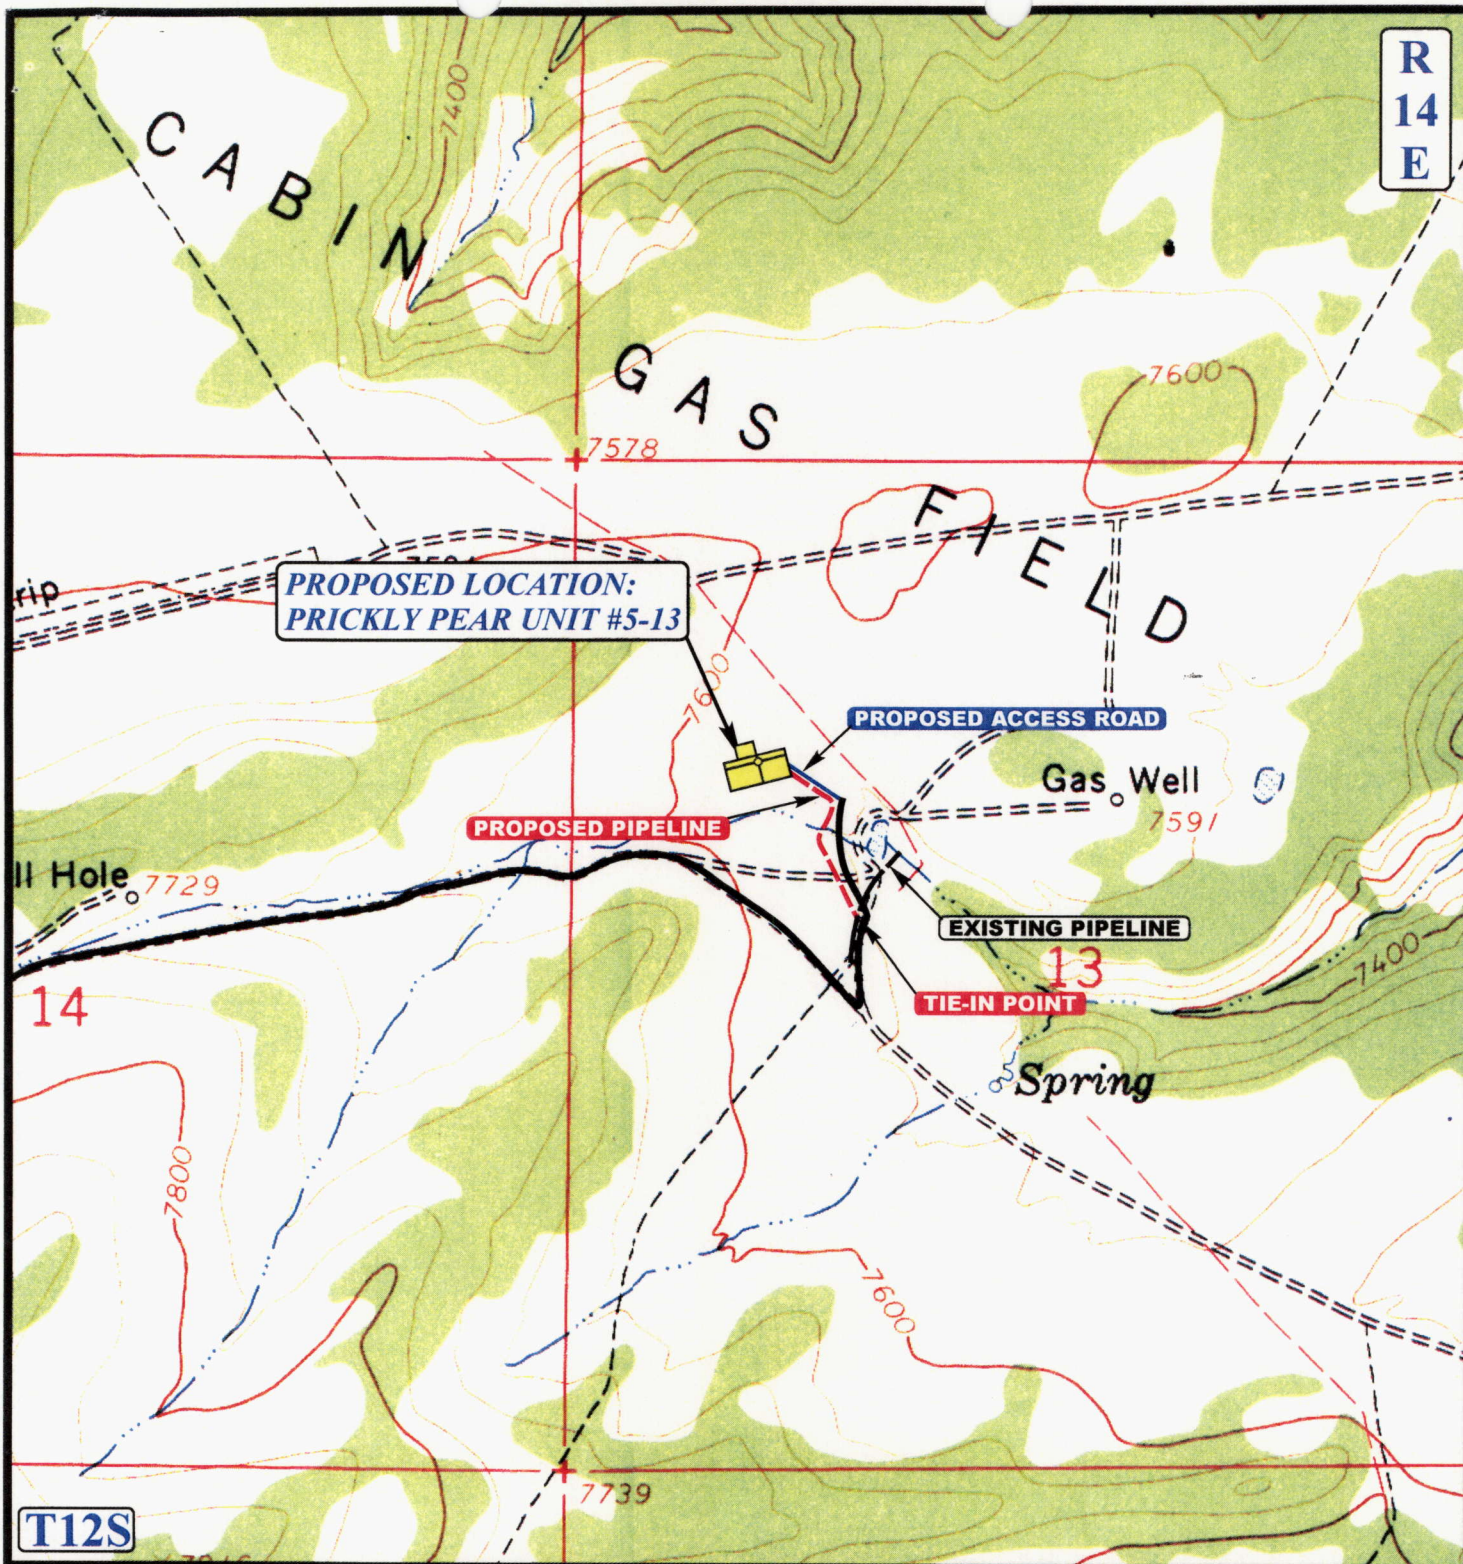 R
14
E
7400
CABIN
GAS
7600
7578
FIELD
rip
PROPOSED LOCATION:
PRICKLY PEAR UNIT #5-13
7600
PROPOSED ACCESS ROAD
Gas Well
7591
PROPOSED PIPELINE
ll Hole 7729
EXISTING PIPELINE
13
7400
14
TIE-IN POINT
Spring
7800
7600
7739
T12S